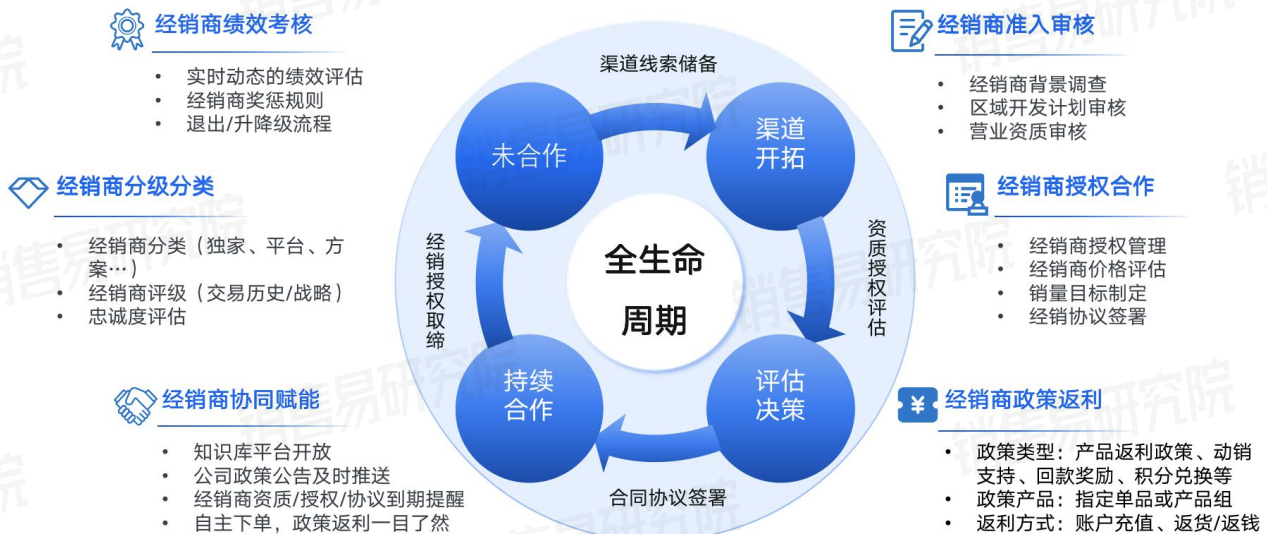 经销商绩效考核
• 实时动态的绩效评估
• 经销商奖惩规则
• 退出/升降级流程
经销商分级分类
• 经销商分类（独家、平台、方
案…）
• 经销商评级（交易历史/战略）
• 忠诚度评估
经销商协同赋能
• 知识库平台开放
• 公司政策公告及时推送
• 经销商资质/授权/协议到期提醒
• 自主下单，政策返利一目了然
渠道线索储备
未合作
渠道
开拓
资质授权评估
全生命
周期
经销授权取缔
持续
合作
评估
决策
合同协议签署
经销商准入审核
• 经销商背景调查
• 区域开发计划审核
• 营业资质审核
经销商授权合作
• 经销商授权管理
• 经销商价格评估
• 销量目标制定
• 经销协议签署
¥
经销商政策返利
• 政策类型：产品返利政策、动销
支持、回款奖励、积分兑换等
• 政策产品：指定单品或产品组
• 返利方式：账户充值、返货/返钱
销售易研究院